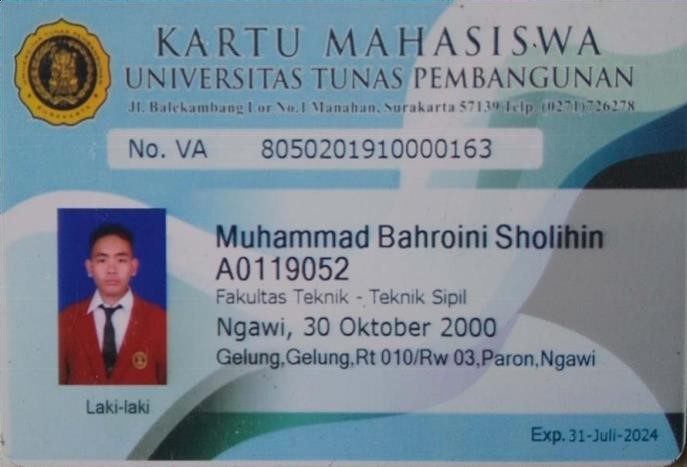 KARTU MAHASISWA
UNIVERSITAS TUNAS PEMBANGUNAN
Jl. Balekambang Lor No.1 Manahan, Surakarta 57139 Telp. (0271)726278
No. VA 8050201910000163
Muhammad Bahroini Sholihin
A0119052
Fakultas Teknik - Teknik Sipil
Ngawi, 30 Oktober 2000
Gelung,Gelung,Rt 010/Rw 03,Paron,Ngawi
Laki-laki
Exp. 31-Juli-2024